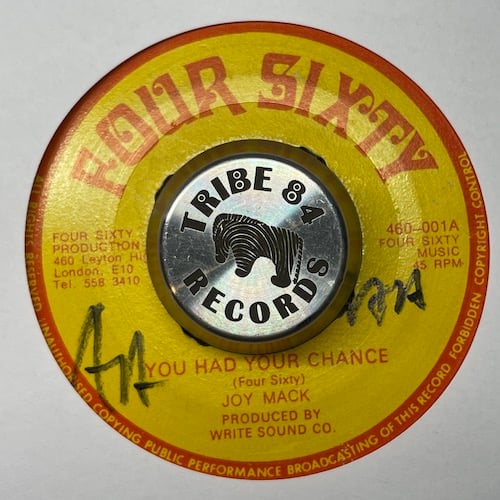 FOUR SIXTY
TRIBE 84
RECORDS
FOUR SIXTY
PRODUCTION
460 Leyton Hi
London, E10
Tel. 558 3410
460-001A
FOUR SIXTY
MUSIC
45 RPM
YOU HAD YOUR CHANCE
(Four Sixty)
JOY MACK
PRODUCED BY
WRITE SOUND CO.
ALL RIGHTS RESERVED. UNAUTHORISED COPYING PUBLIC PERFORMANCE BROADCASTING OF THIS RECORD FORBIDDEN COPYRIGHT CONTROL